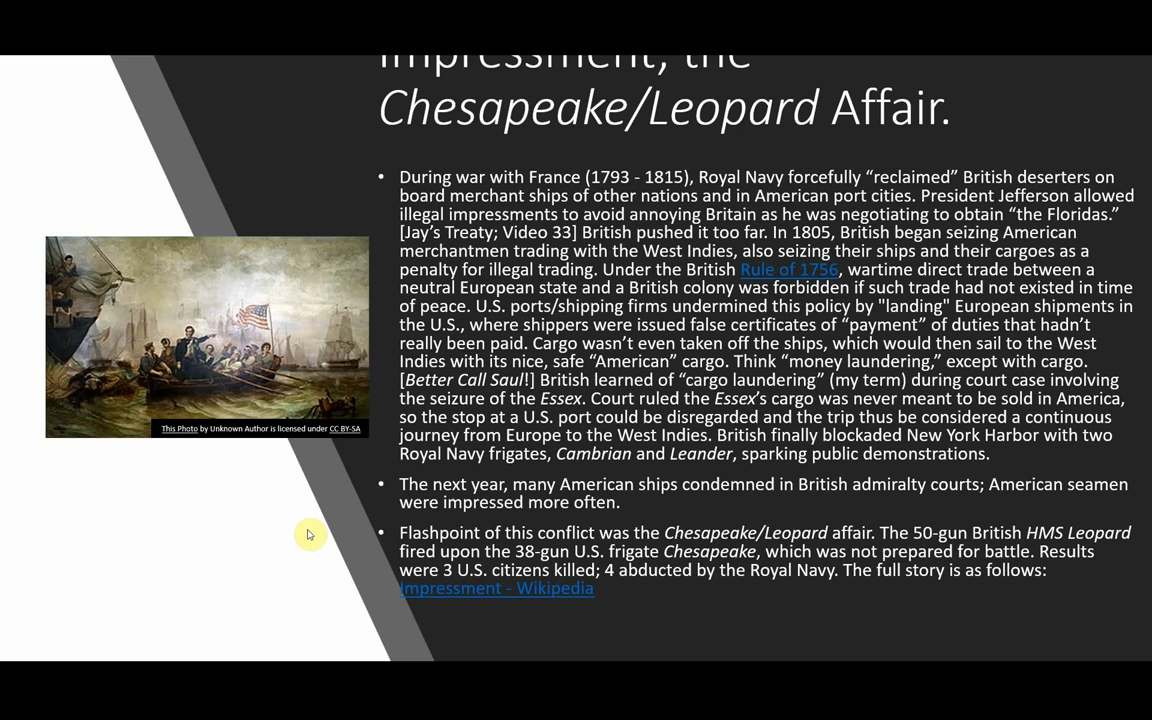 Impressment, the
Chesapeake/Leopard Affair.
• During war with France (1793 - 1815), Royal Navy forcefully “reclaimed” British deserters on
board merchant ships of other nations and in American port cities. President Jefferson allowed
illegal impressments to avoid annoying Britain as he was negotiating to obtain “the Floridas.”
[Jay’s Treaty; Video 33] British pushed it too far. In 1805, British began seizing American
merchantmen trading with the West Indies, also seizing their ships and their cargoes as a
penalty for illegal trading. Under the British Rule of 1756, wartime direct trade between a
neutral European state and a British colony was forbidden if such trade had not existed in time
of peace. U.S. ports/shipping firms undermined this policy by "landing" European shipments in
the U.S., where shippers were issued false certificates of “payment” of duties that hadn’t
really been paid. Cargo wasn’t even taken off the ships, which would then sail to the West
Indies with its nice, safe “American” cargo. Think “money laundering,” except with cargo.
[Better Call Saul!] British learned of “cargo laundering” (my term) during court case involving
the seizure of the Essex. Court ruled the Essex’s cargo was never meant to be sold in America,
so the stop at a U.S. port could be disregarded and the trip thus be considered a continuous
journey from Europe to the West Indies. British finally blockaded New York Harbor with two
Royal Navy frigates, Cambrian and Leander, sparking public demonstrations.
• The next year, many American ships condemned in British admiralty courts; American seamen
were impressed more often.
• Flashpoint of this conflict was the Chesapeake/Leopard affair. The 50-gun British HMS Leopard
fired upon the 38-gun U.S. frigate Chesapeake, which was not prepared for battle. Results
were 3 U.S. citizens killed; 4 abducted by the Royal Navy. The full story is as follows:
Impressment - Wikipedia
This Photo by Unknown Author is licensed under CC BY-SA